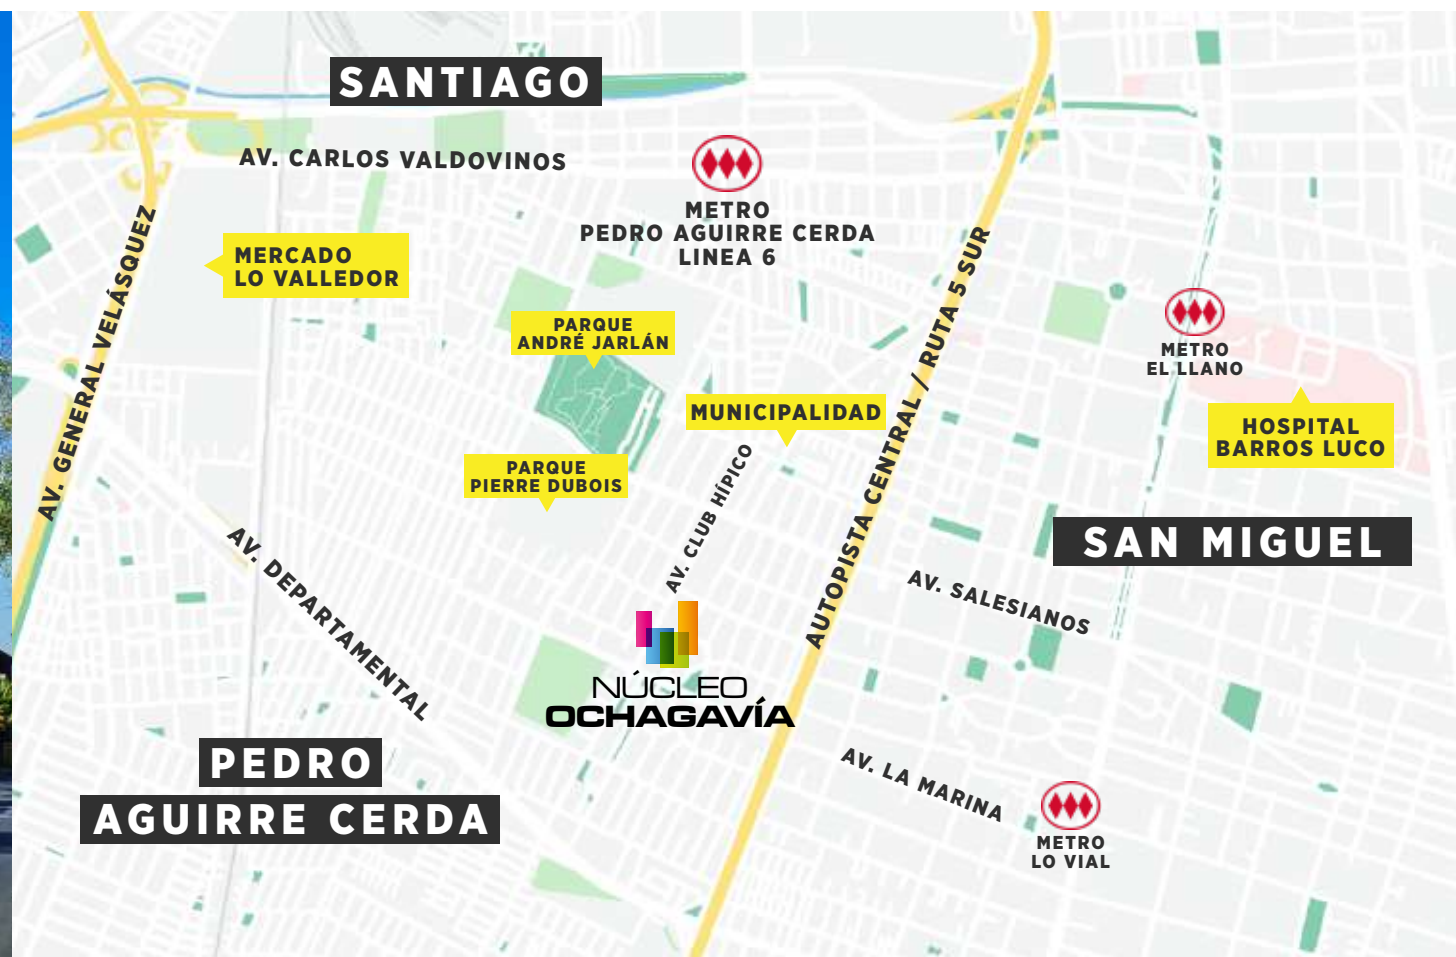 SANTIAGO
AV. CARLOS VALDOVINOS
METRO
PEDRO AGUIRRE CERDA
LINEA 6
AV. GENERAL VELÁSQUEZ
MERCADO
LO VALLEDOR
PARQUE
ANDRÉ JARLÁN
AUTOPISTA CENTRAL / RUTA 5 SUR
METRO
EL LLANO
MUNICIPALIDAD
HOSPITAL
BARROS LUCO
PARQUE
PIERRE DUBOIS
AV. CLUB HÍPICO
SAN MIGUEL
AV. DEPARTAMENTAL
AV. SALESIANOS
NÚCLEO
OCHAGAVÍA
PEDRO
AGUIRRE CERDA
AV. LA MARINA
METRO
LO VIAL